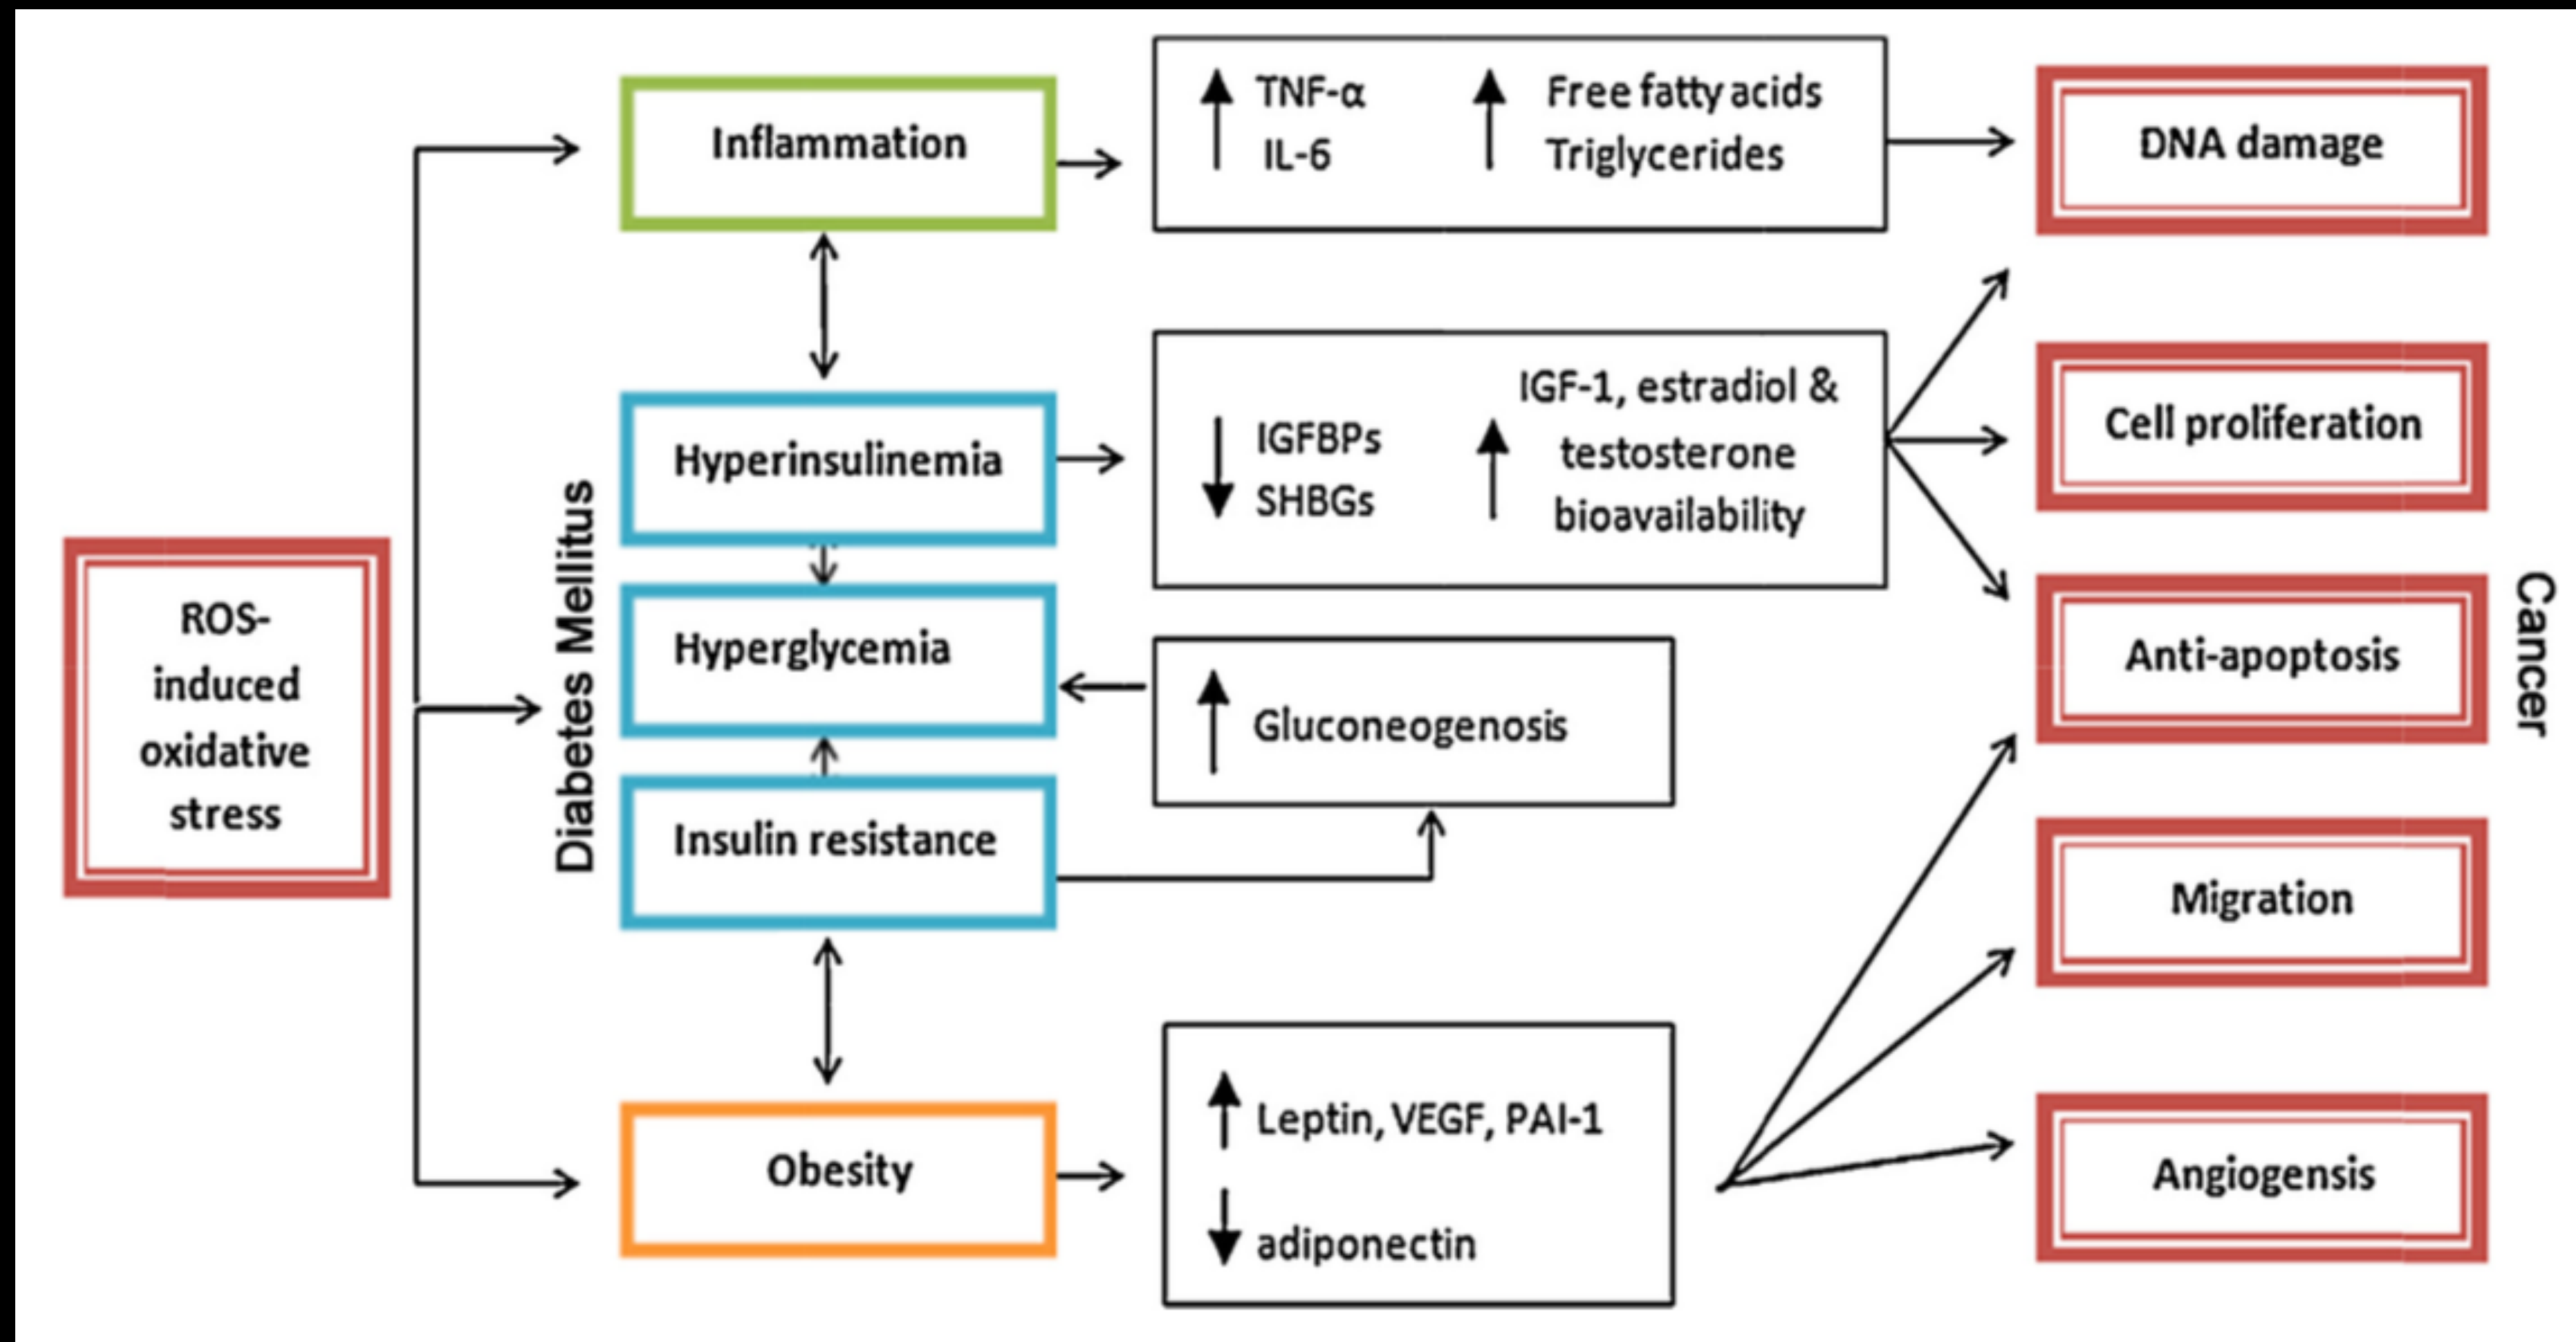 ROS-
induced
oxidative
stress
Diabetes Mellitus
Inflammation
Hyperinsulinemia
Hyperglycemia
Insulin resistance
Obesity
TNF-α
IL-6
Free fatty acids
Triglycerides
IGFBPs
SHBGs
IGF-1, estradiol &
testosterone
bioavailability
Gluconeogenosis
Leptin, VEGF, PAI-1
adiponectin
DNA damage
Cell proliferation
Anti-apoptosis
Migration
Angiogensis
Cancer